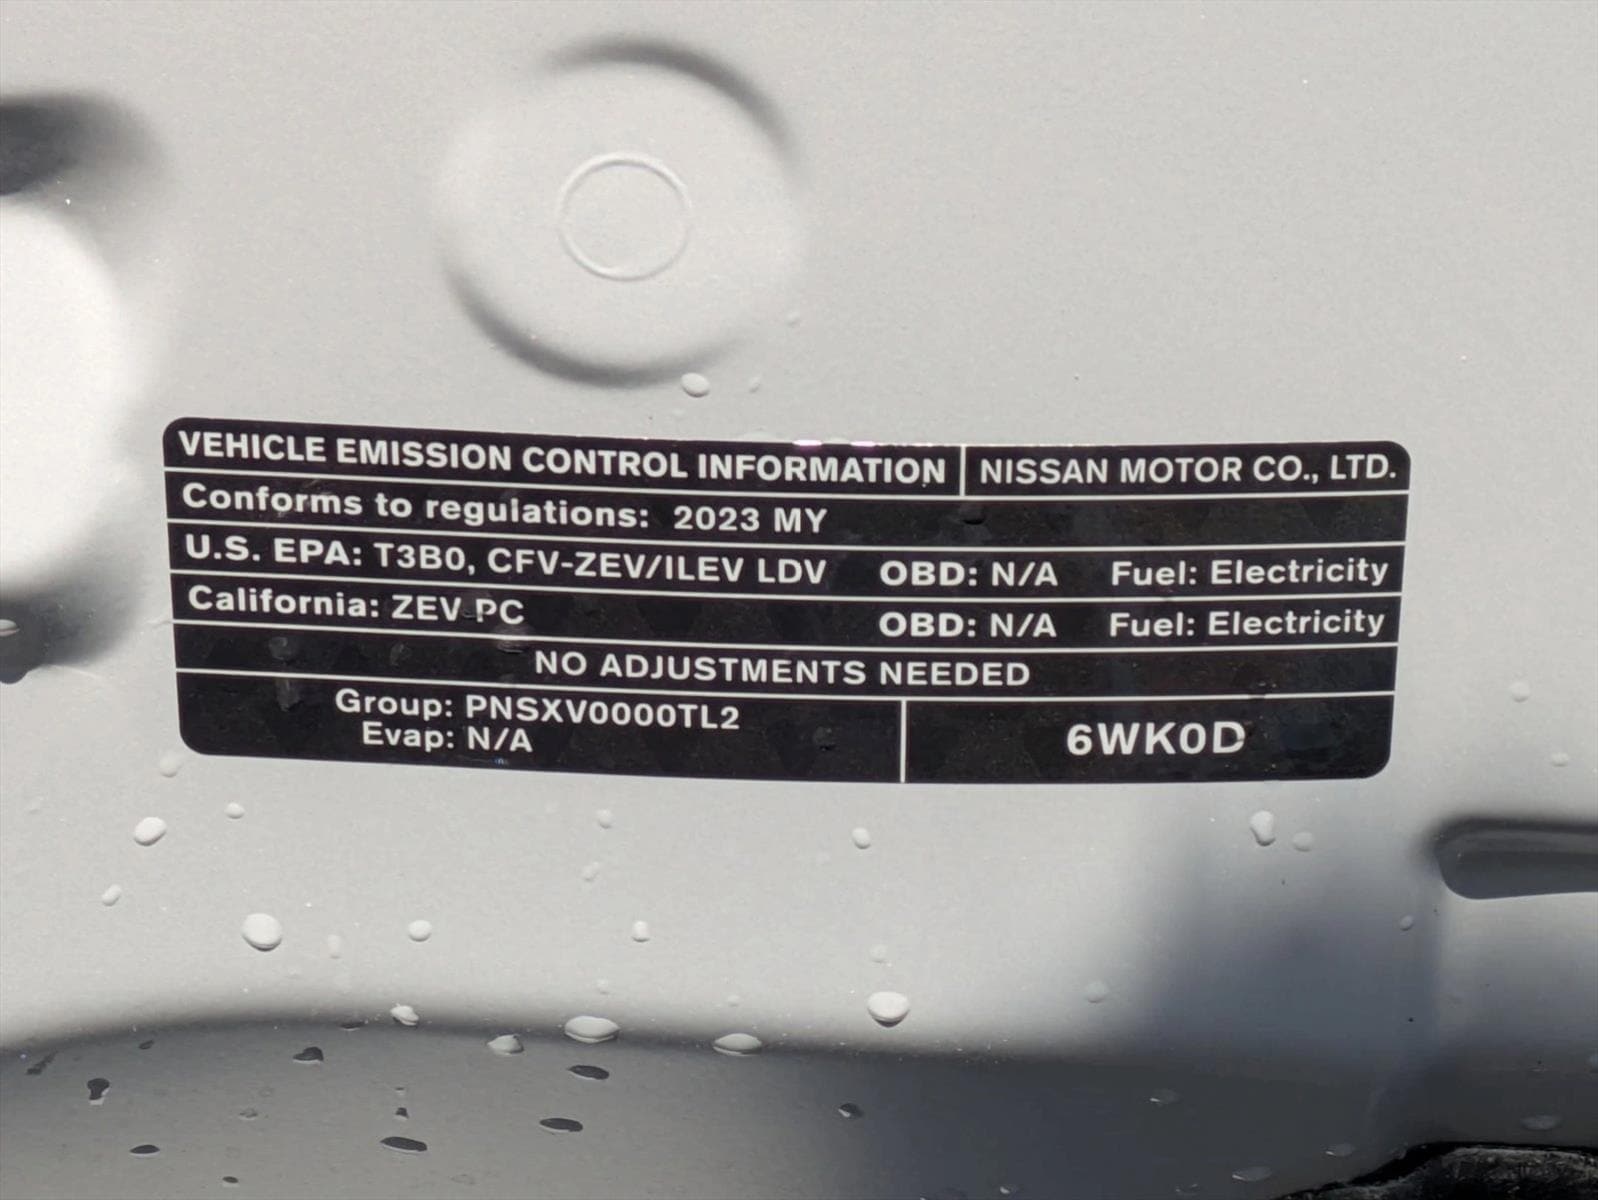 VEHICLE EMISSION CONTROL INFORMATION NISSAN MOTOR CO., LTD.
Conforms to regulations: 2023 MY
U.S. EPA: T3B0, CFV-ZEV/ILEV LDV OBD: N/A Fuel: Electricity
California: ZEV PC OBD: N/A Fuel: Electricity
NO ADJUSTMENTS NEEDED
Group: PNSXV0000TL2
Evap: N/A
6WK0D